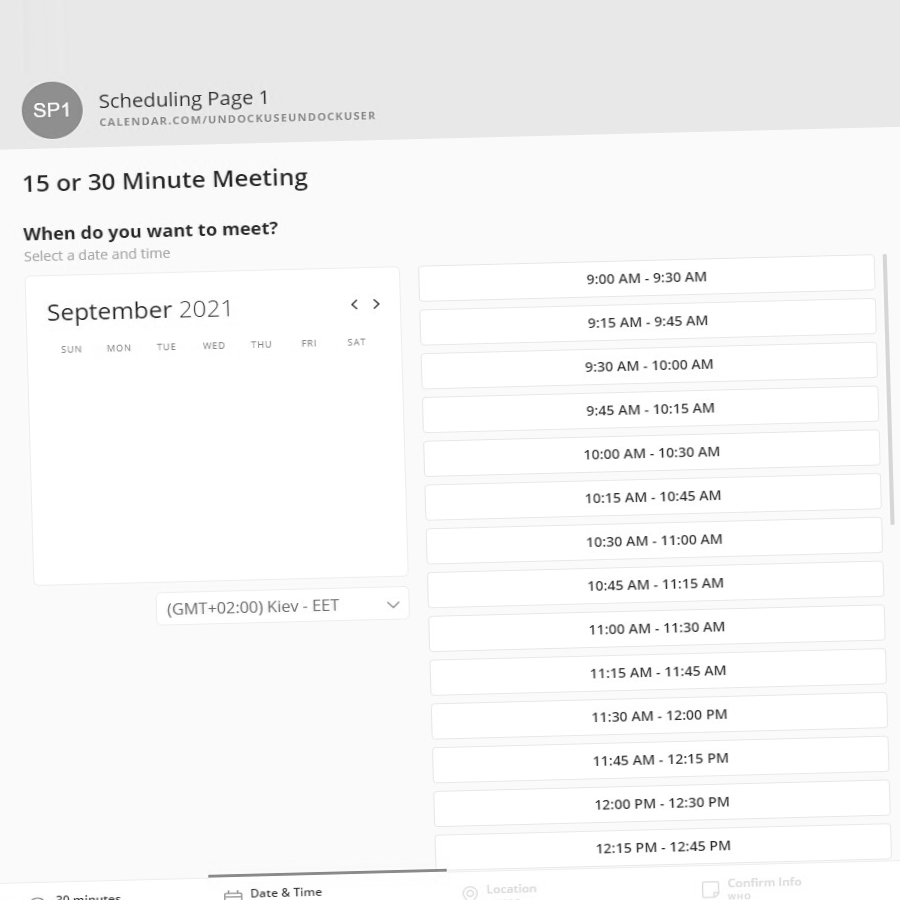 SP1
Scheduling Page 1
CALENDAR.COM/UNDOCKUSEUNDOCKUSER
15 or 30 Minute Meeting
When do you want to meet?
Select a date and time
September 2021
SUN MON TUE WED THU FRI SAT
(GMT+02:00) Kiev - EET
9:00 AM - 9:30 AM
9:15 AM - 9:45 AM
9:30 AM - 10:00 AM
9:45 AM - 10:15 AM
10:00 AM - 10:30 AM
10:15 AM - 10:45 AM
10:30 AM - 11:00 AM
10:45 AM - 11:15 AM
11:00 AM - 11:30 AM
11:15 AM - 11:45 AM
11:30 AM - 12:00 PM
11:45 AM - 12:15 PM
12:00 PM - 12:30 PM
12:15 PM - 12:45 PM
30 minutes
Date & Time
Location
Confirm Info
WHO